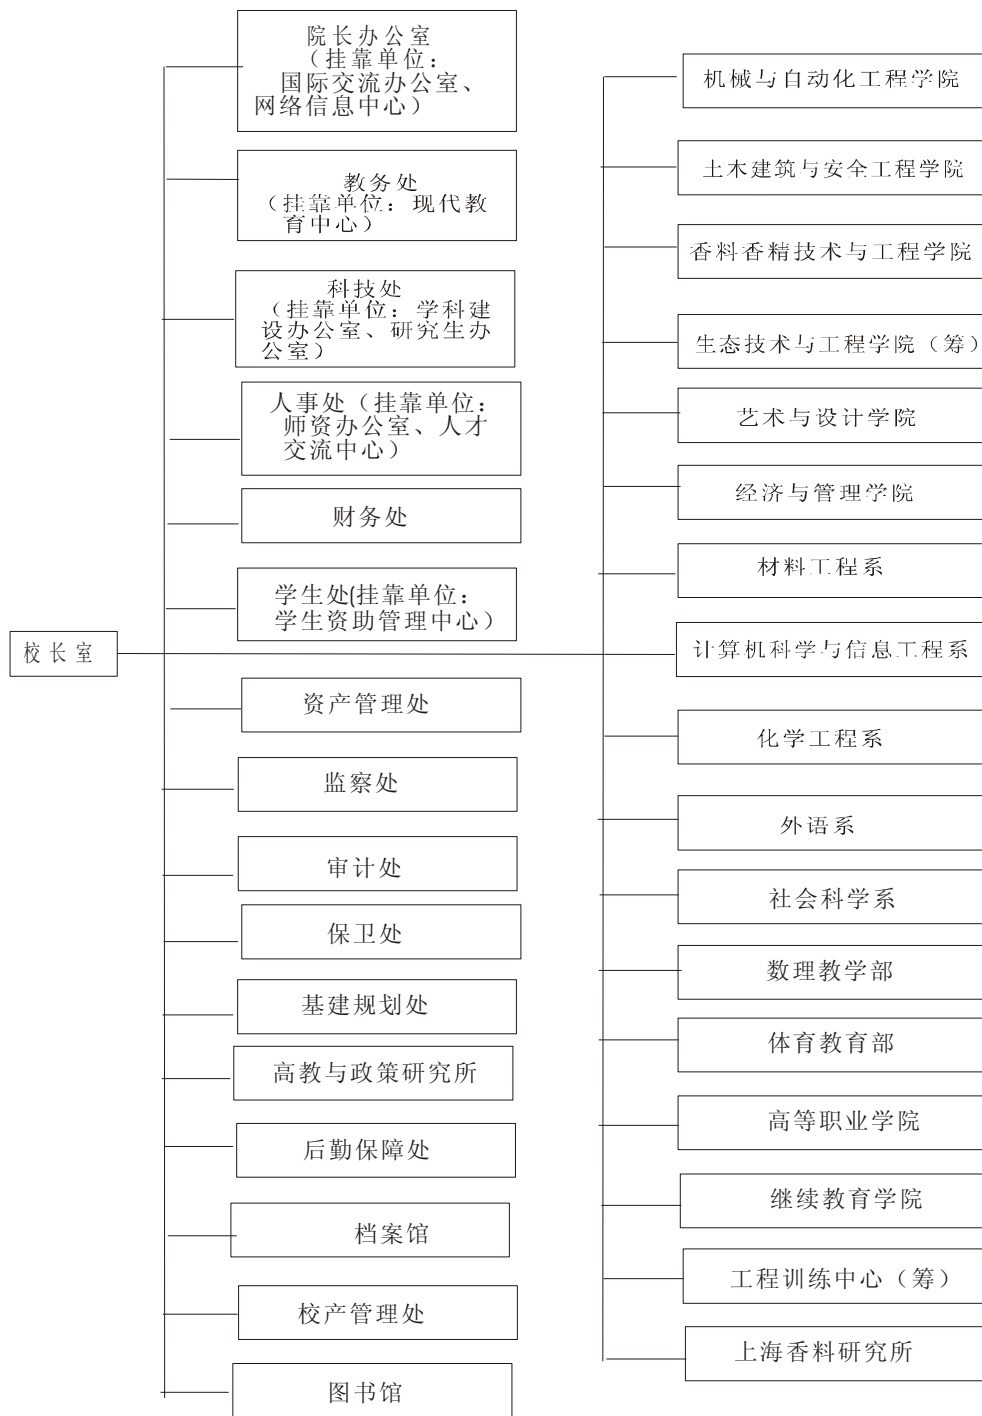 校长室
院长办公室
（挂靠单位：
国际交流办公室、
网络信息中心）
教务处
（挂靠单位：现代教
育中心）
科技处
（挂靠单位：学科建
设办公室、研究生办
公室）
人事处（挂靠单位：
师资办公室、人才
交流中心）
财务处
学生处(挂靠单位：
学生资助管理中心）
资产管理处
监察处
审计处
保卫处
基建规划处
高教与政策研究所
后勤保障处
档案馆
校产管理处
图书馆
机械与自动化工程学院
土木建筑与安全工程学院
香料香精技术与工程学院
生态技术与工程学院（筹）
艺术与设计学院
经济与管理学院
材料工程系
计算机科学与信息工程系
化学工程系
外语系
社会科学系
数理教学部
体育教育部
高等职业学院
继续教育学院
工程训练中心（筹）
上海香料研究所